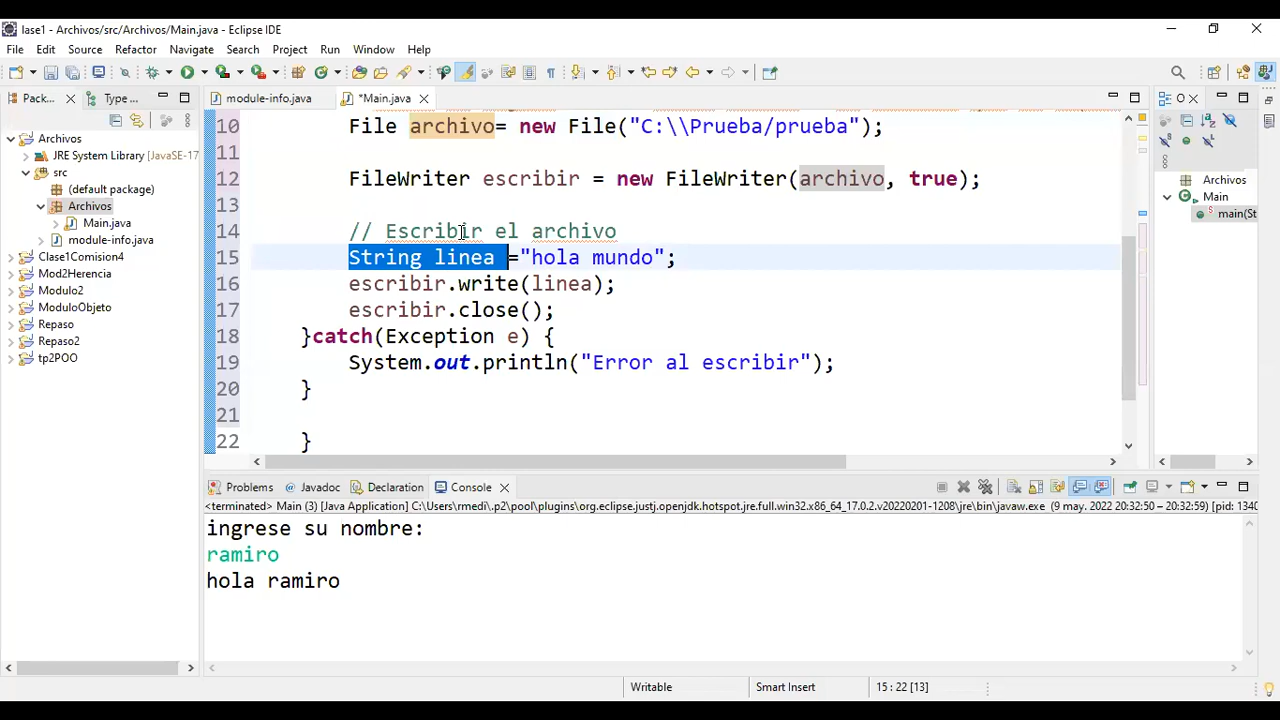 lase1 - Archivos/src/Archivos/Main.java - Eclipse IDE
File Edit Source Refactor Navigate Search Project Run Window Help
Pack... Type ... module-info.java *Main.java O
Archivos
JRE System Library [JavaSE-17
src
(default package)
Archivos
Main.java
module-info.java
Clase1Comision4
Mod2Herencia
Modulo2
ModuloObjeto
Repaso
Repaso2
tp2POO
10 File archivo= new File("C:\\Prueba/prueba");
11
12 FileWriter escribir = new FileWriter(archivo, true);
13
14 // Escribir el archivo
15 String linea ="hola mundo";
16 escribir.write(linea);
17 escribir.close();
18 }catch(Exception e) {
19 System.out.println("Error al escribir");
20 }
21
22 }
Archivos
Main
main(St
Problems Javadoc Declaration Console
<terminated> Main (3) [Java Application] C:\Users\rmedi\.p2\pool\plugins\org.eclipse.justj.openjdk.hotspot.jre.full.win32.x86_64_17.0.2.v20220201-1208\jre\bin\javaw.exe (9 may. 2022 20:32:50 – 20:32:59) [pid: 1340
ingrese su nombre:
ramiro
hola ramiro
Writable Smart Insert 15 : 22 [13]